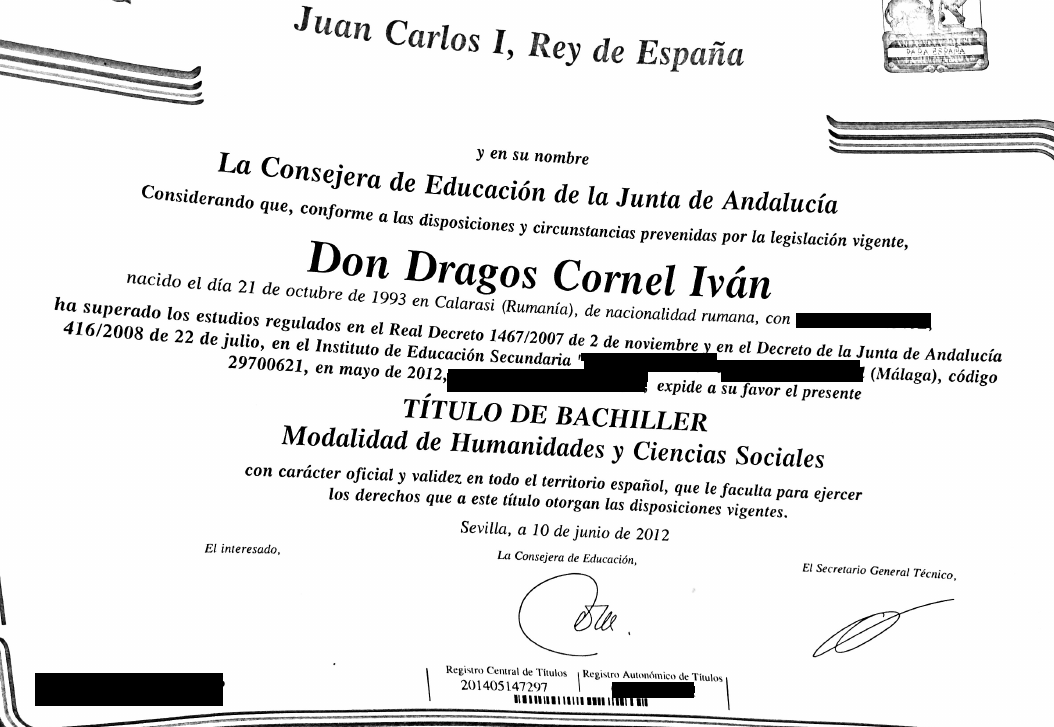 Juan Carlos I, Rey de España
PARA ESPAÑA
y en su nombre
La Consejera de Educación de la Junta de Andalucía
Considerando que, conforme a las disposiciones y circunstancias prevenidas por la legislación vigente,
Don Dragos Cornel Iván
nacido el día 21 de octubre de 1993 en Calarasi (Rumanía), de nacionalidad rumana, con
ha superado los estudios regulados en el Real Decreto 1467/2007 de 2 de noviembre y en el Decreto de la Junta de Andalucía
416/2008 de 22 de julio, en el Instituto de Educación Secundaria " (Málaga), código
29700621, en mayo de 2012, expide a su favor el presente
TÍTULO DE BACHILLER
Modalidad de Humanidades y Ciencias Sociales
con carácter oficial y validez en todo el territorio español, que le faculta para ejercer
los derechos que a este título otorgan las disposiciones vigentes.
Sevilla, a 10 de junio de 2012
El interesado,
La Consejera de Educación,
El Secretario General Técnico,
Registro Central de Títulos
201405147297
Registro Autonómico de Títulos